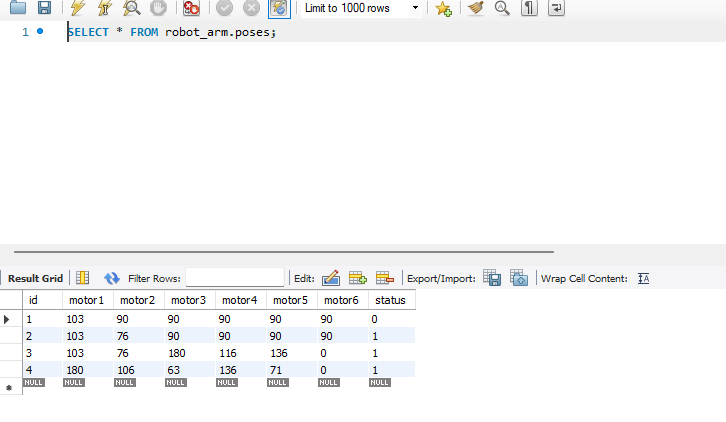 Limit to 1000 rows
1 SELECT * FROM robot_arm.poses;
Result Grid Filter Rows: Edit: Export/Import: Wrap Cell Content:
id motor1 motor2 motor3 motor4 motor5 motor6 status
1 103 90 90 90 90 90 0
2 103 76 90 90 90 90 1
3 103 76 180 116 136 0 1
4 180 106 63 136 71 0 1
NULL NULL NULL NULL NULL NULL NULL NULL